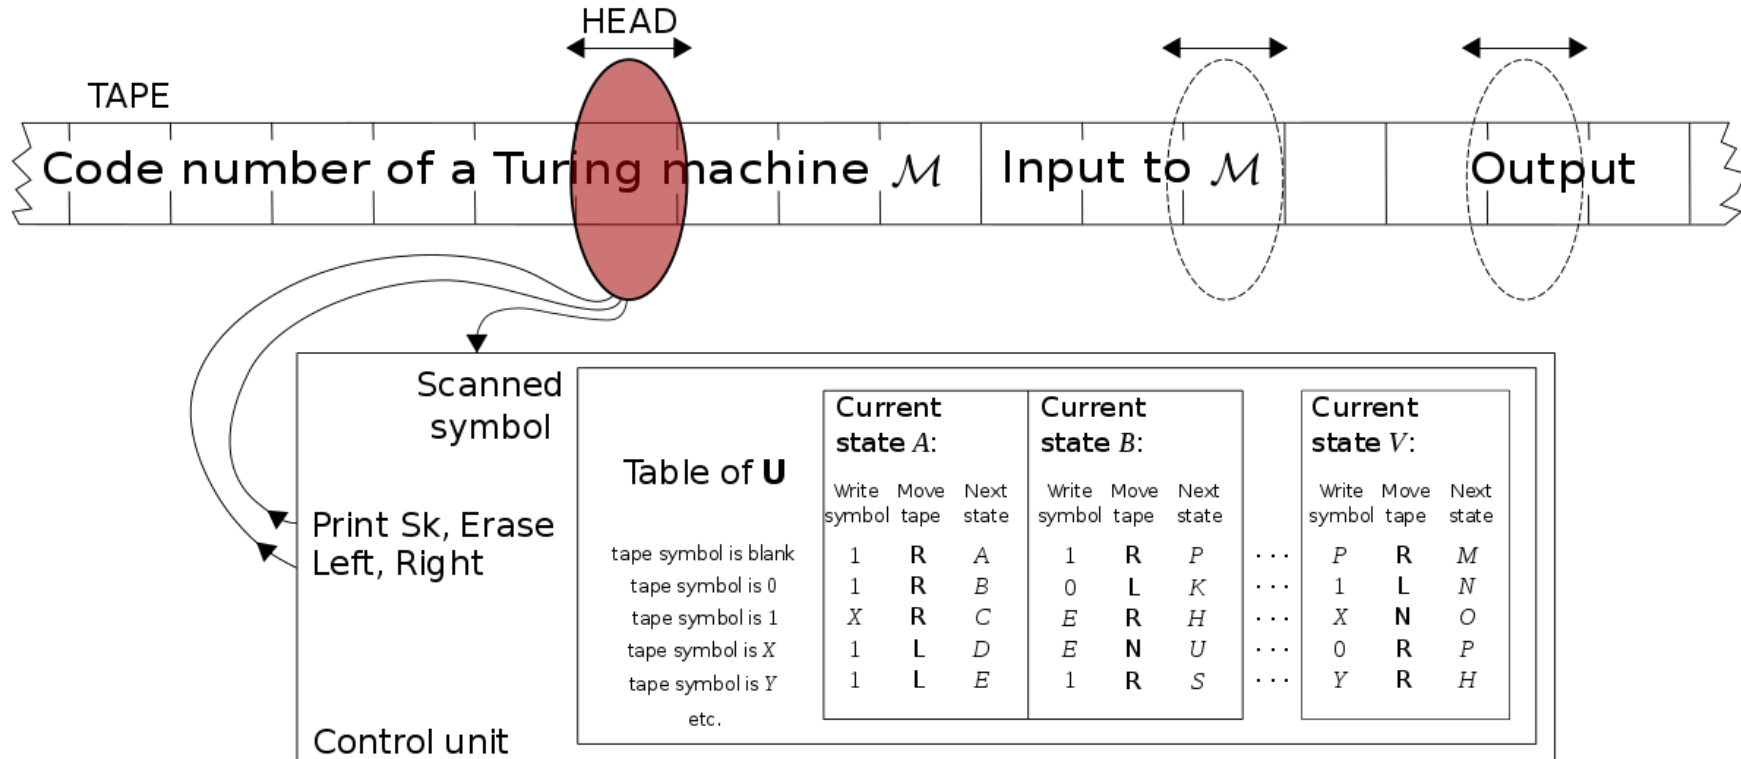 HEAD
TAPE
Code number of a Turing machine ℳ
Input to ℳ
Output
Scanned
symbol
Print Sk, Erase
Left, Right
Control unit
Table of U
Current Current Current
state A: state B: state V:
Write Move Next Write Move Next Write Move Next
symbol tape state symbol tape state symbol tape state
tape symbol is blank 1 R A 1 R P ··· P R M
tape symbol is 0 1 R B 0 L K ··· 1 L N
tape symbol is 1 X R C E R H ··· X N O
tape symbol is X 1 L D E N U ··· 0 R P
tape symbol is Y 1 L E 1 R S ··· Y R H
etc.